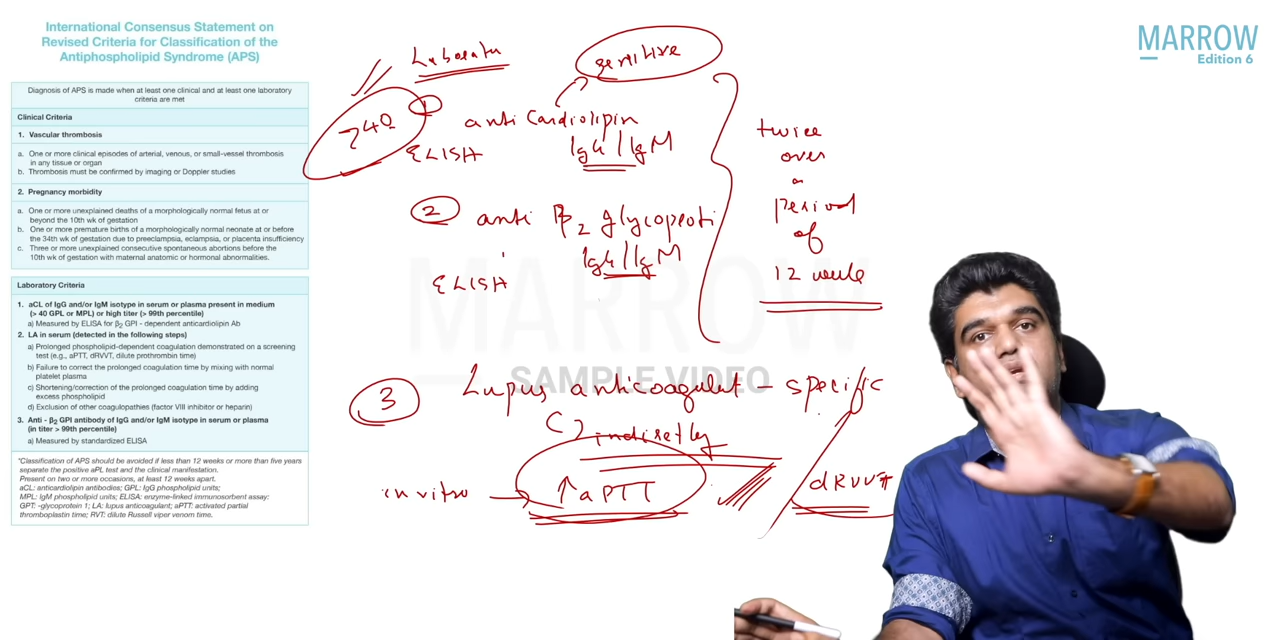 International Consensus Statement on
Revised Criteria for Classification of the
Antiphospholipid Syndrome (APS)
Diagnosis of APS is made when at least one clinical and at least one laboratory
criteria are met
Clinical Criteria
1. Vascular thrombosis
a. One or more clinical episodes of arterial, venous, or small-vessel thrombosis
in any tissue or organ
b. Thrombosis must be confirmed by imaging or Doppler studies
2. Pregnancy morbidity
a. One or more unexplained deaths of a morphologically normal fetus at or
beyond the 10th wk of gestation
b. One or more premature births of a morphologically normal neonate at or before
the 34th wk of gestation due to preeclampsia, eclampsia, or placenta insufficiency
c. Three or more unexplained consecutive spontaneous abortions before the
10th wk of gestation with maternal anatomic or hormonal abnormalities.
Laboratory Criteria
1. aCL of IgG and/or IgM isotype in serum or plasma present in medium
(> 40 GPL or MPL) or high titer (> 99th percentile)
a) Measured by ELISA for β2 GPI - dependent anticardiolipin Ab
2. LA in serum (detected in the following steps)
a) Prolonged phospholipid-dependent coagulation demonstrated on a screening
test (e.g., aPTT, dRVVT, dilute prothrombin time)
b) Failure to correct the prolonged coagulation time by mixing with normal
platelet plasma
c) Shortening/correction of the prolonged coagulation time by adding
excess phospholipid
d) Exclusion of other coagulopathies (factor VIII inhibitor or heparin)
3. Anti - β2 GPI antibody of IgG and/or IgM isotype in serum or plasma
(in titer > 99th percentile)
a) Measured by standardized ELISA
*Classification of APS should be avoided if less than 12 weeks or more than five years
separate the positive aPL test and the clinical manifestation.
Present on two or more occasions, at least 12 weeks apart.
aCL: anticardiolipin antibodies; GPL: IgG phospholipid units;
MPL: IgM phospholipid units; ELISA: enzyme-linked immunosorbent assay:
GPT: -glycoprotein 1; LA: lupus anticoagulant; aPTT: activated partial
thromboplastin time; RVT: dilute Russell vipor venom time.
sensitive
1
anti Cardiolipin
IgG/IgM
2
anti β2 glycopeoti
IgG/IgM
twice
over
a
period
of
12 weeks
3 Lupus anticoagulat - specific
indirectly
in vitro → ↑ aPTT
dRVVT
MARROW
Edition 6
MARROW
SAMPLE VIDEO